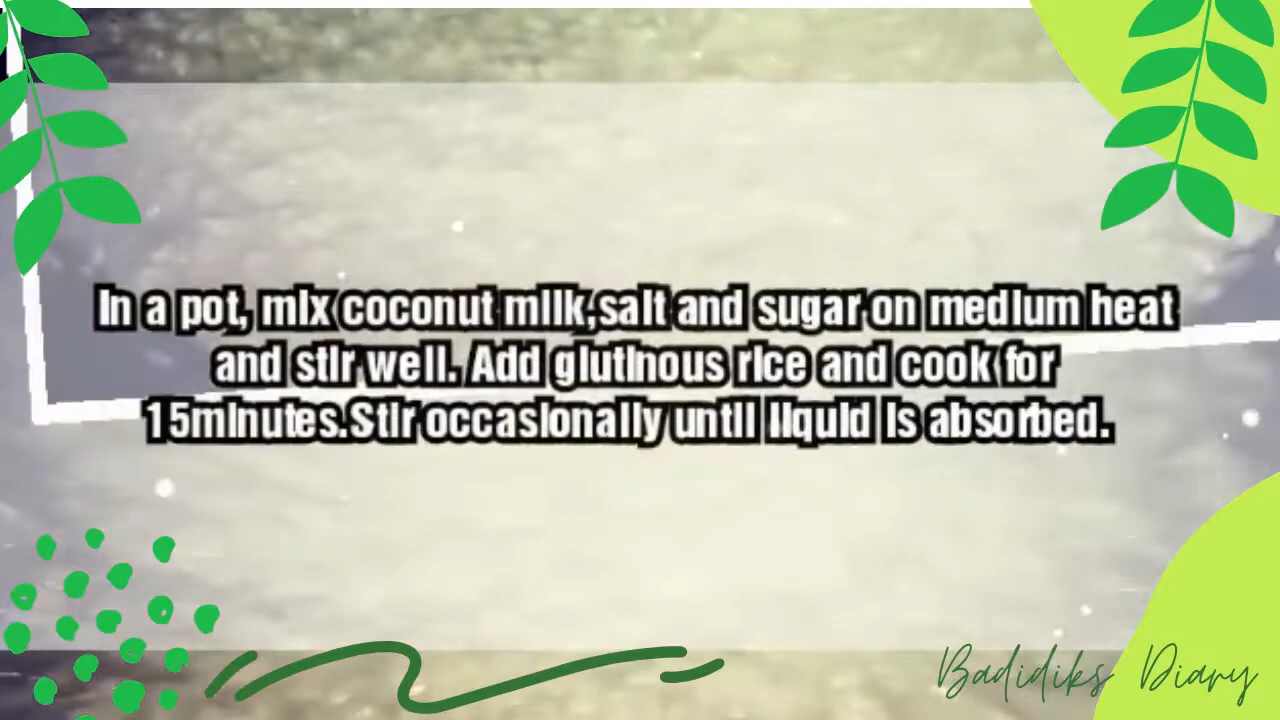 In a pot, mix coconut milk,salt and sugar on medium heat
and stir well. Add glutinous rice and cook for
15minutes.Stir occasionally until liquid is absorbed.
Badidiks Diary